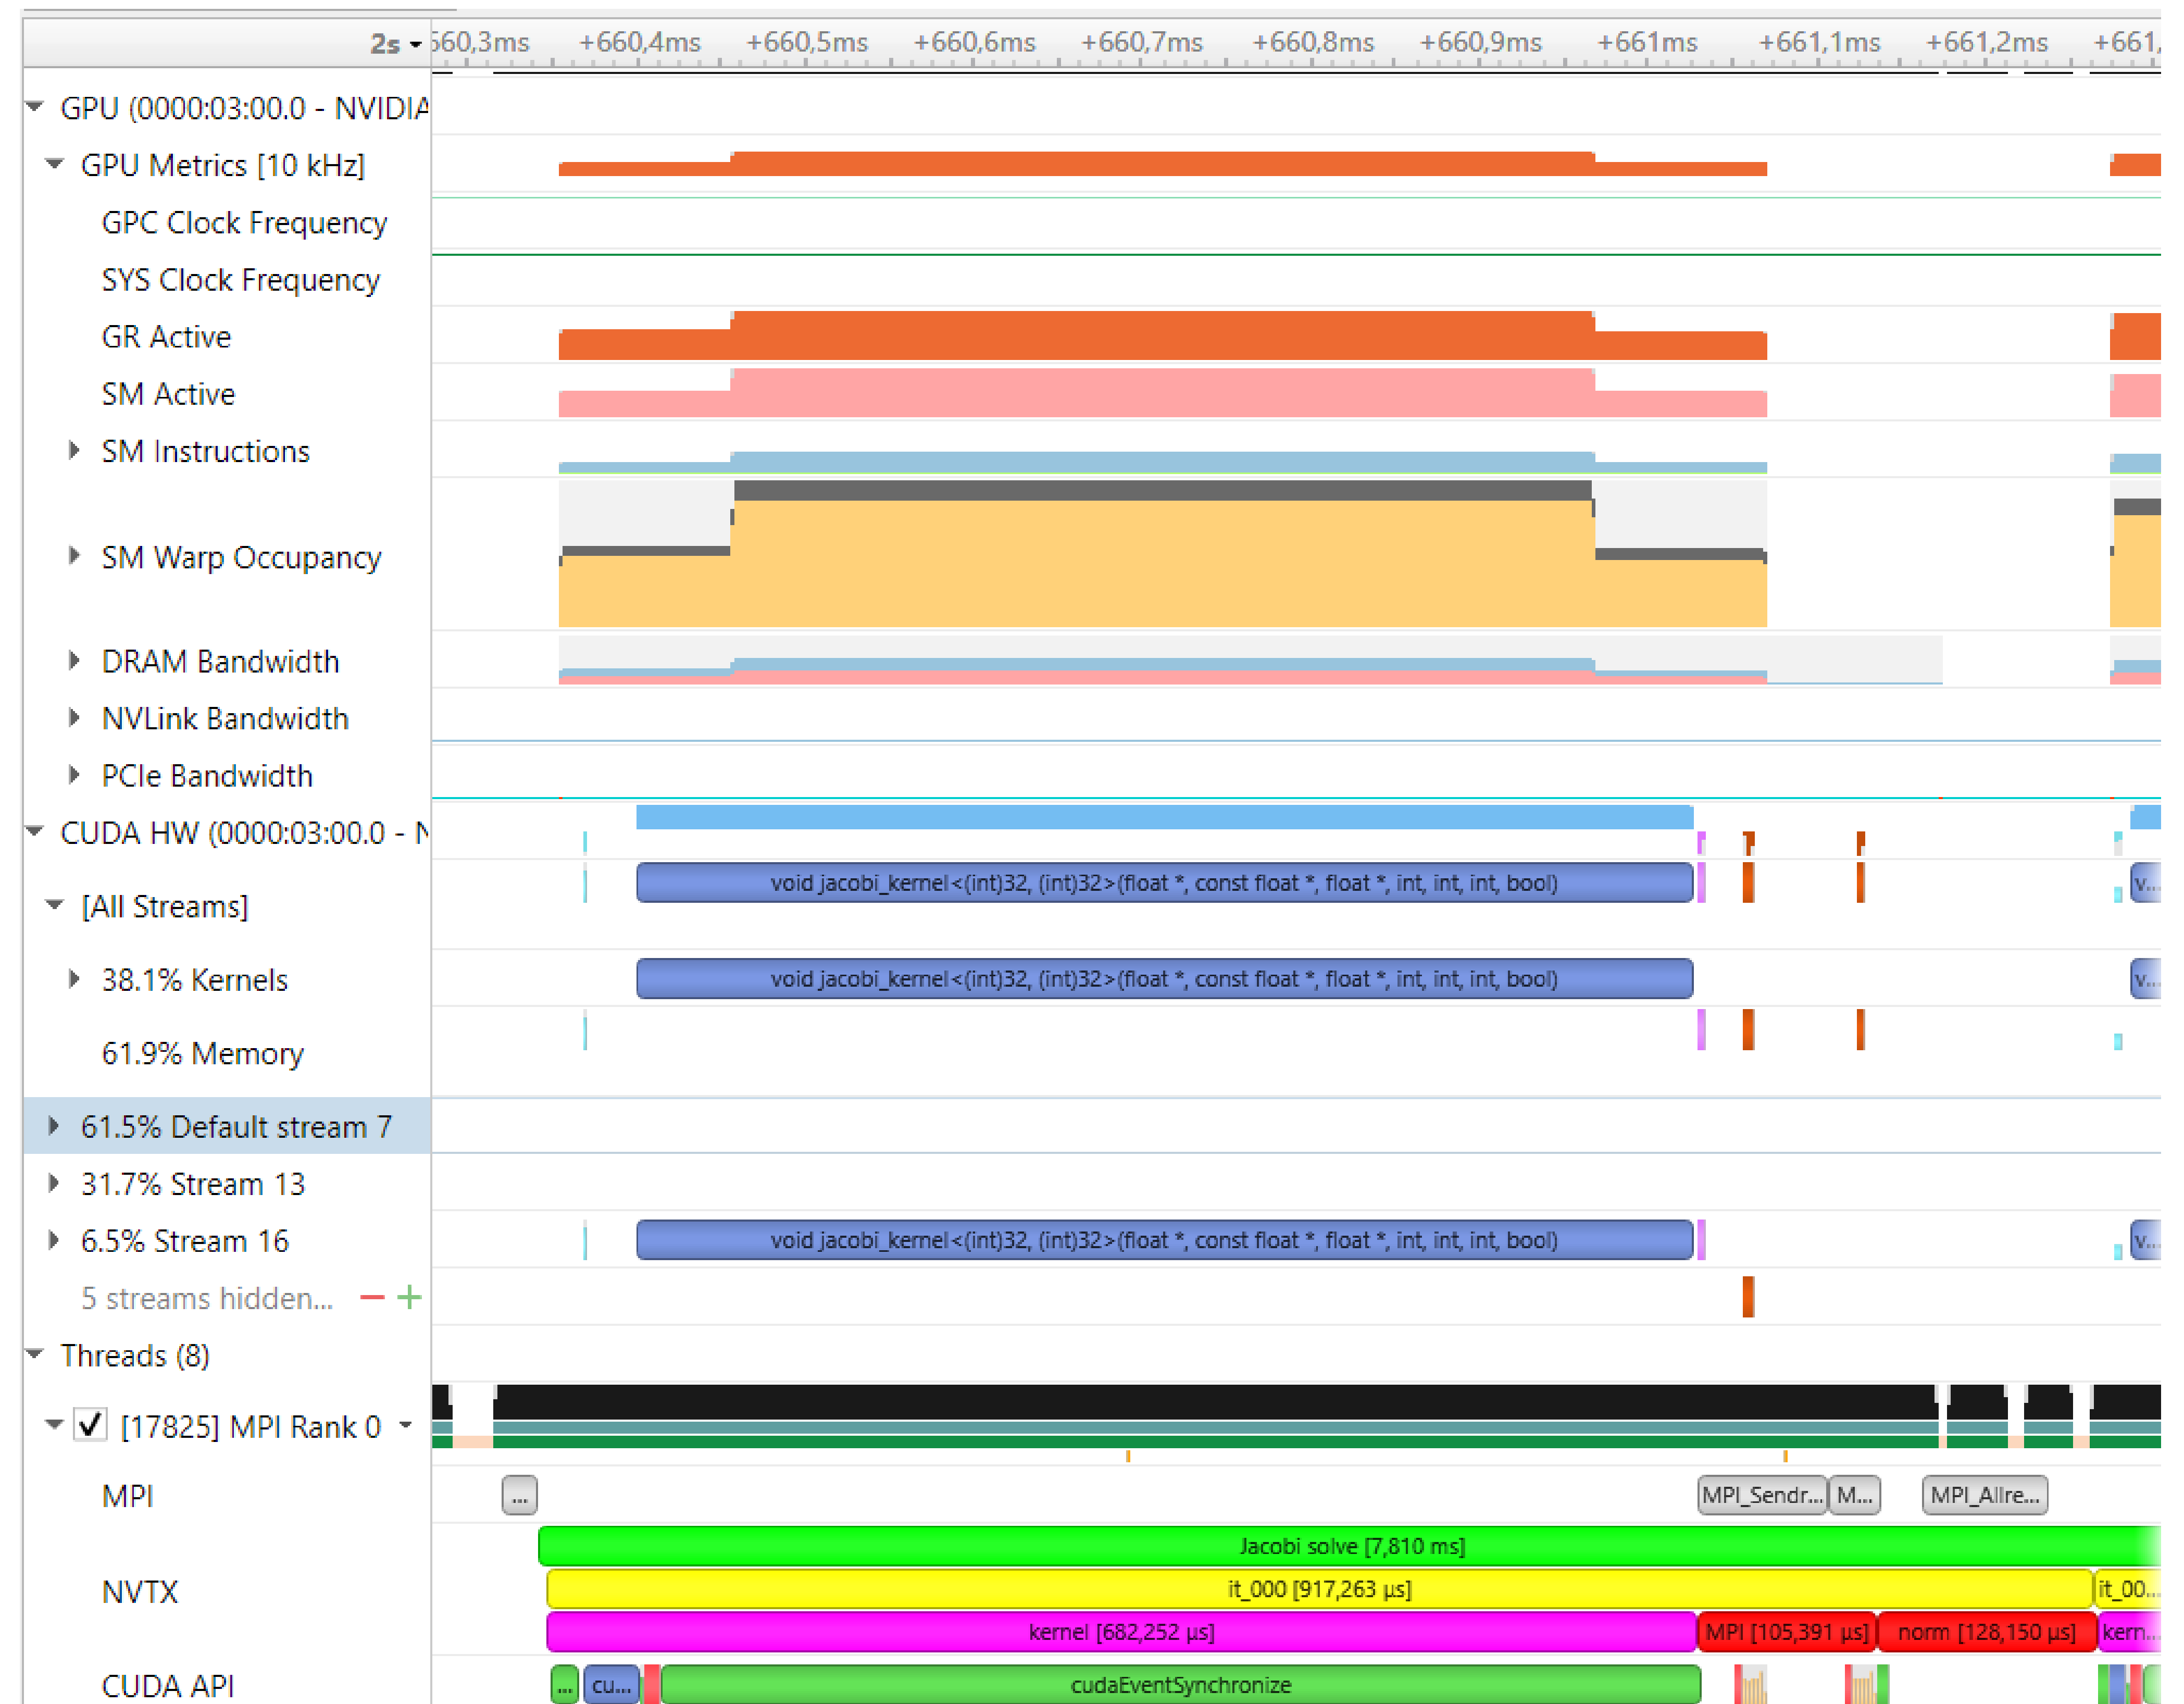 2s 660,3ms +660,4ms +660,5ms +660,6ms +660,7ms +660,8ms +660,9ms +661ms +661,1ms +661,2ms +661,
GPU (0000:03:00.0 - NVIDIA
GPU Metrics [10 kHz]
GPC Clock Frequency
SYS Clock Frequency
GR Active
SM Active
SM Instructions
SM Warp Occupancy
DRAM Bandwidth
NVLink Bandwidth
PCIe Bandwidth
CUDA HW (0000:03:00.0 - N
[All Streams] void jacobi_kernel<(int)32, (int)32>(float *, const float *, float *, int, int, int, bool) v...
38.1% Kernels void jacobi_kernel<(int)32, (int)32>(float *, const float *, float *, int, int, int, bool) v...
61.9% Memory
61.5% Default stream 7
31.7% Stream 13
6.5% Stream 16 void jacobi_kernel<(int)32, (int)32>(float *, const float *, float *, int, int, int, bool) v...
5 streams hidden... − +
Threads (8)
[17825] MPI Rank 0
MPI ... MPI_Sendr... M... MPI_Allre...
Jacobi solve [7,810 ms]
NVTX it_000 [917,263 µs] it_00...
kernel [682,252 µs] MPI [105,391 µs] norm [128,150 µs] kern...
CUDA API ... cu... cudaEventSynchronize